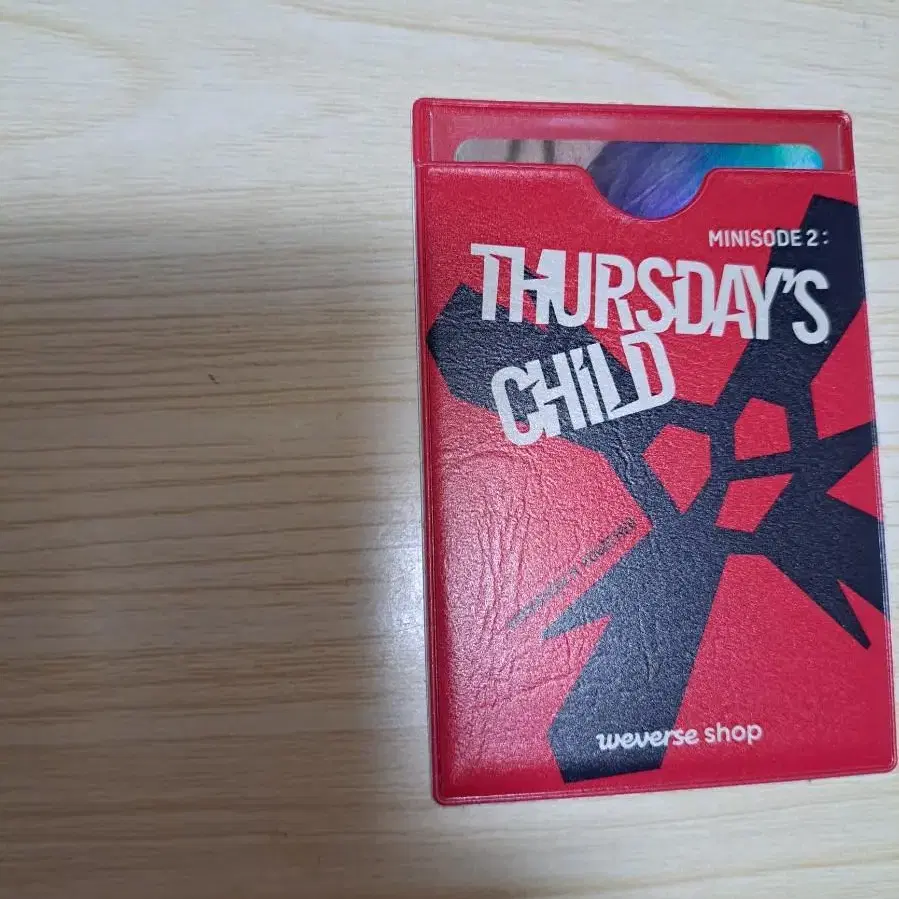 MINISODE 2:
THURSDAY'S
CHILD
weverse shop